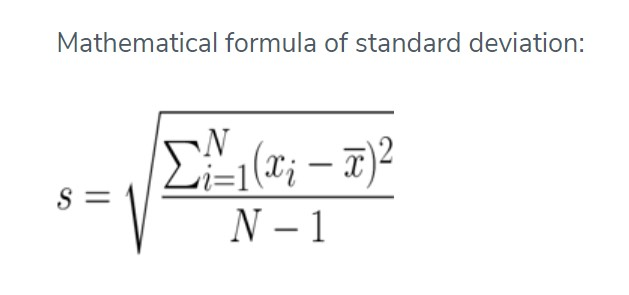 Mathematical formula of standard deviation:
s = √(∑ᵢ₌₁ᴺ(xᵢ − x̅)² / (N − 1))